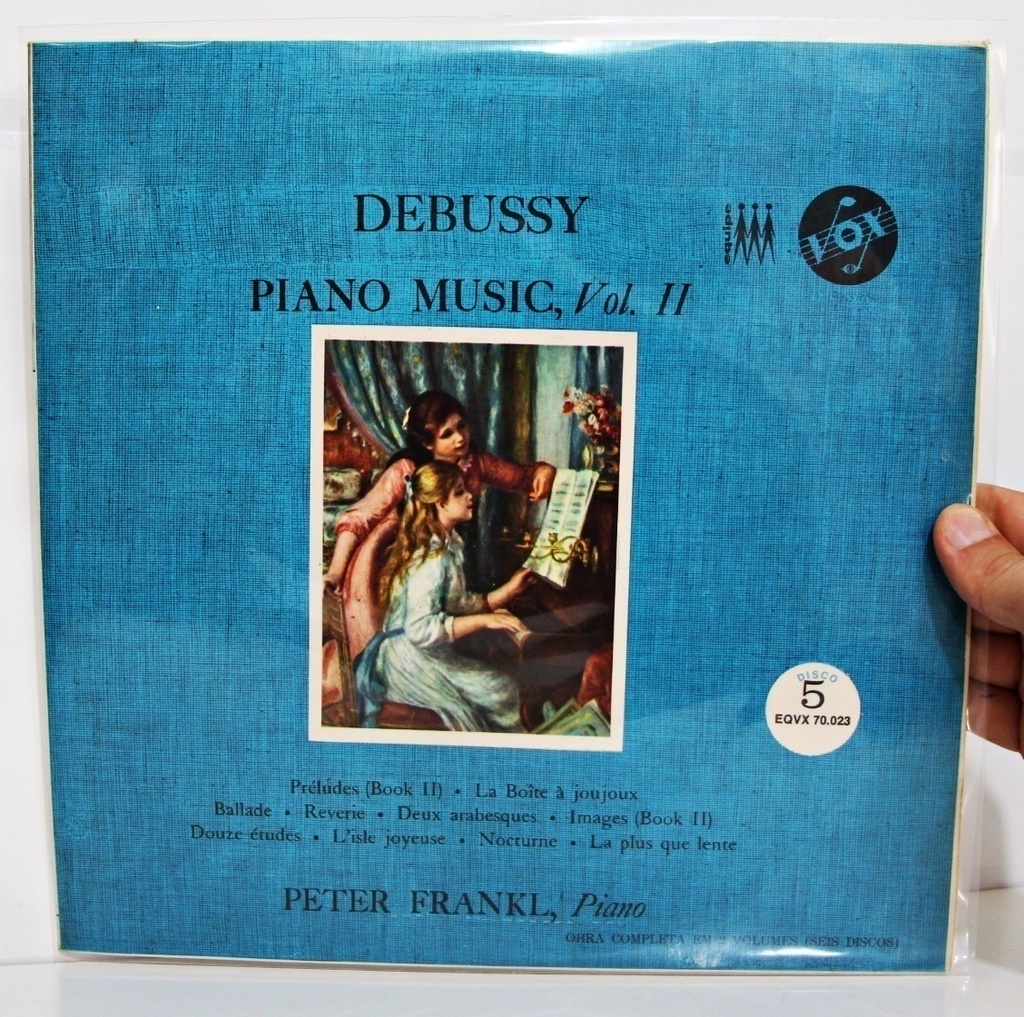 DEBUSSY
equipe
VOX
PIANO MUSIC, Vol. II
DISCO
5
EQVX 70.023
Préludes (Book II) • La Boîte à joujoux
Ballade • Reverie • Deux arabesques • Images (Book II)
Douze études • L'isle joyeuse • Nocturne • La plus que lente
PETER FRANKL, Piano
OBRA COMPLETA EM 2 VOLUMES (SEIS DISCOS)